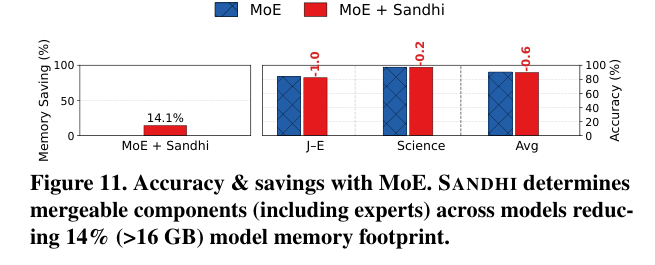 MoE MoE + Sandhi
Memory Saving (%)
100
50
0
14.1%
MoE + Sandhi
-1.0
-0.2
-0.6
J–E Science Avg
100
80
60
40
20
0
Accuracy (%)
Figure 11. Accuracy & savings with MoE. SANDHI determines
mergeable components (including experts) across models reduc-
ing 14% (>16 GB) model memory footprint.